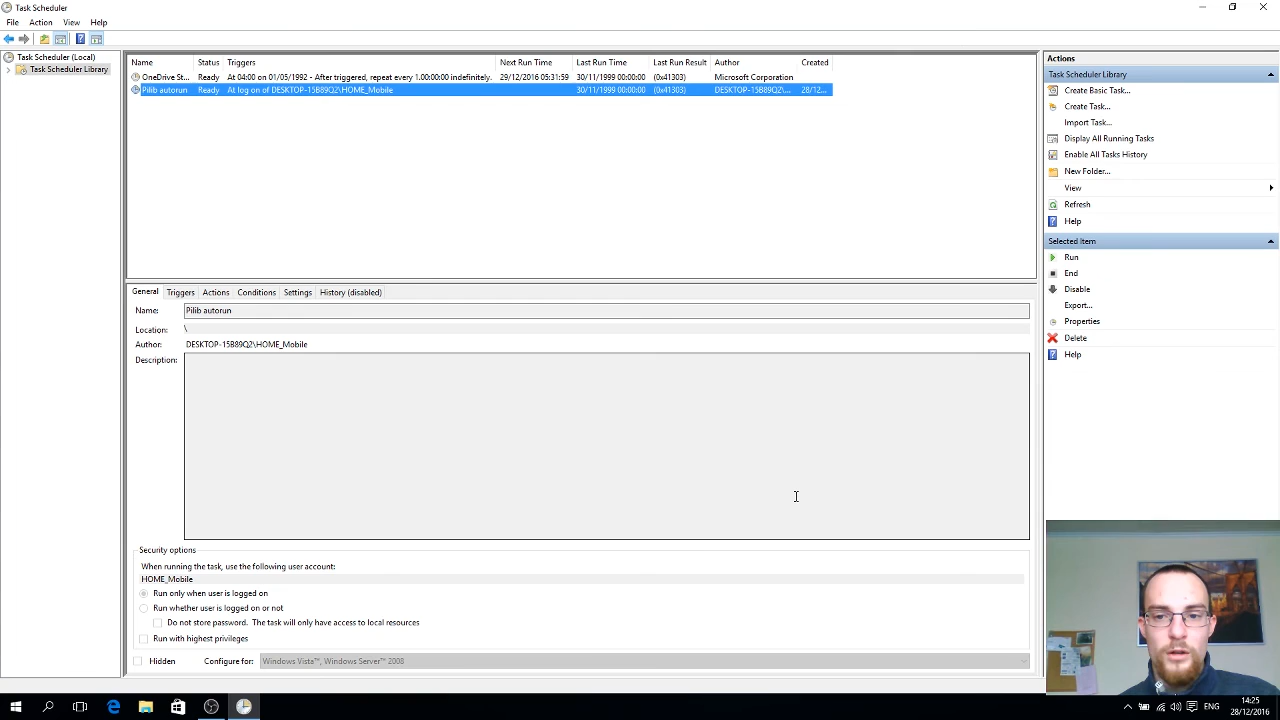 Task Scheduler
File Action View Help
Task Scheduler (Local)
Task Scheduler Library
Name Status Triggers Next Run Time Last Run Time Last Run Result Author Created
OneDrive St... Ready At 04:00 on 01/05/1992 - After triggered, repeat every 1.00:00:00 indefinitely. 29/12/2016 05:31:59 30/11/1999 00:00:00 (0x41303) Microsoft Corporation
Pilib autorun Ready At log on of DESKTOP-15B89Q2\HOME_Mobile 30/11/1999 00:00:00 (0x41303) DESKTOP-15B89Q2\... 28/12...
General Triggers Actions Conditions Settings History (disabled)
Name: Pilib autorun
Location: \
Author: DESKTOP-15B89Q2\HOME_Mobile
Description:
Security options
When running the task, use the following user account:
HOME_Mobile
Run only when user is logged on
Run whether user is logged on or not
Do not store password. The task will only have access to local resources
Run with highest privileges
Hidden Configure for: Windows Vista™, Windows Server™ 2008
Actions
Task Scheduler Library
Create Basic Task...
Create Task...
Import Task...
Display All Running Tasks
Enable All Tasks History
New Folder...
View
Refresh
Help
Selected Item
Run
End
Disable
Export...
Properties
Delete
Help
ENG
14:25
28/12/2016